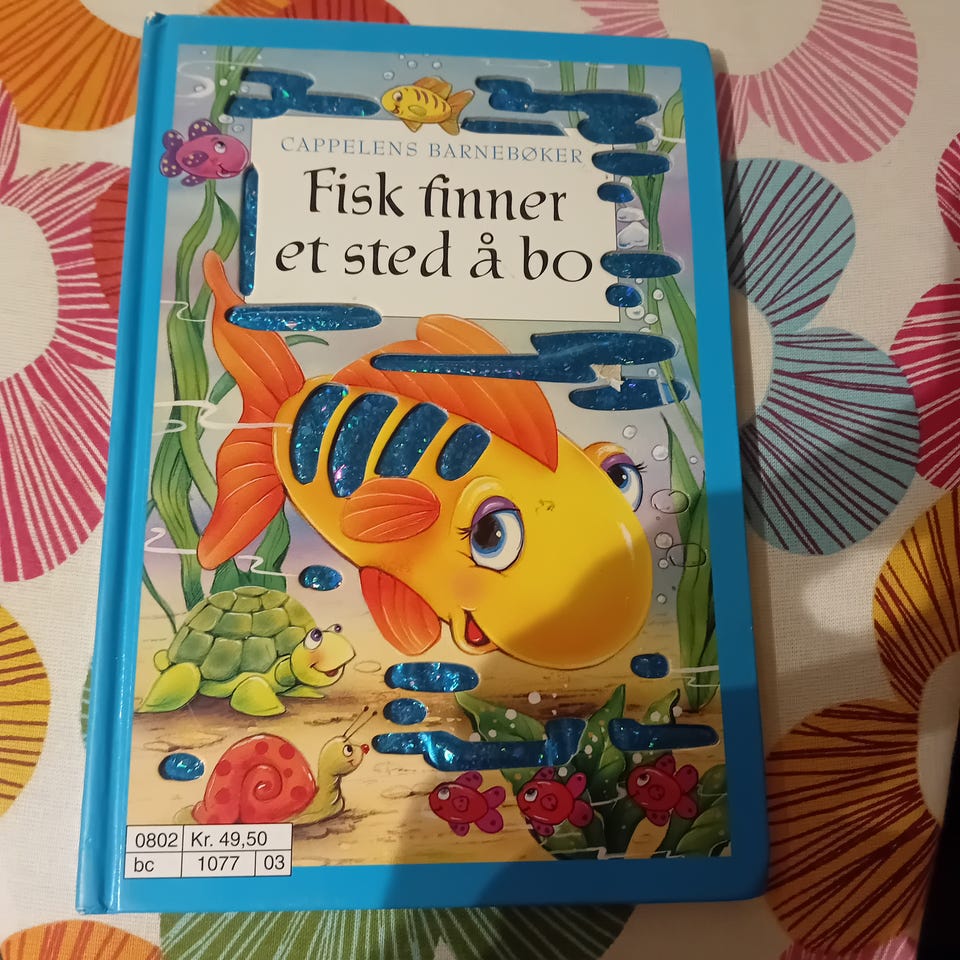 CAPPELENS BARNEBØKER
Fisk finner
et sted å bo
0802 Kr. 49,50
bc 1077 03